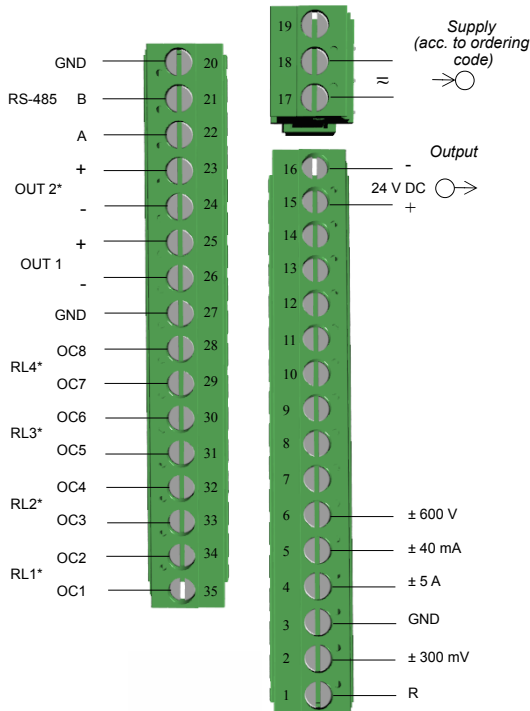 GND 20
RS-485 B 21
A 22
+ 23
OUT 2*
- 24
+ 25
OUT 1
- 26
GND 27
OC8 28
RL4*
OC7 29
OC6 30
RL3*
OC5 31
OC4 32
RL2*
OC3 33
OC2 34
RL1*
OC1 35
19
18
17
≂
Supply
(acc. to ordering
code)
16 -
Output
24 V DC
15 +
14
13
12
11
10
9
8
7
6 ± 600 V
5 ± 40 mA
4 ± 5 A
3 GND
2 ± 300 mV
1 R